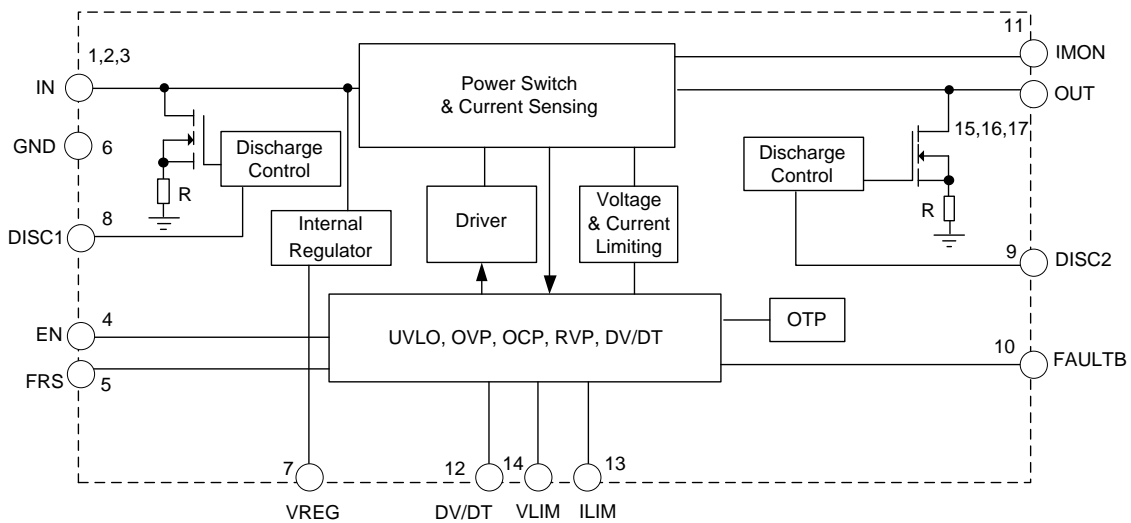 11
IMON
1,2,3
IN
Power Switch
& Current Sensing
OUT
GND
6
Discharge
Control
15,16,17
Discharge
Control
R
R
8
DISC1
Internal
Regulator
Driver
Voltage
& Current
Limiting
9
DISC2
4
EN
UVLO, OVP, OCP, RVP, DV/DT
OTP
10
FAULTB
FRS
5
7
12
14
13
VREG
DV/DT
VLIM
ILIM